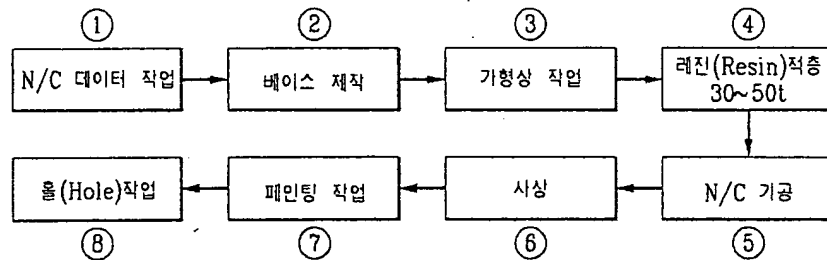 ① ② ③ ④
N/C 데이터 작업
베이스 제작
가형상 작업
레진(Resin)적층
30~50t
홀(Hole)작업
페인팅 작업
사상
N/C 기공
⑧ ⑦ ⑥ ⑤